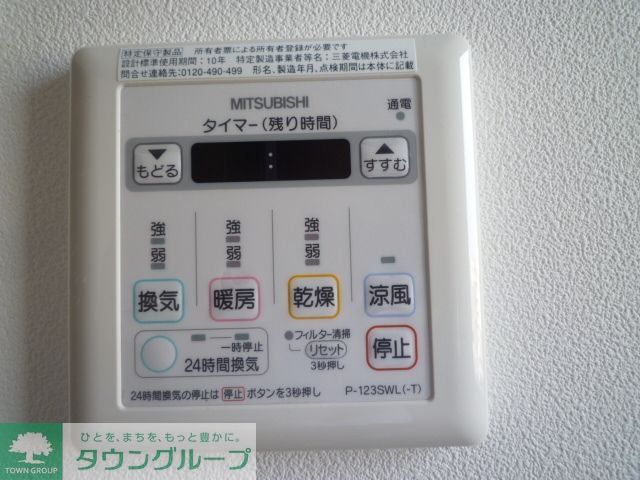 特定保守製品 所有者票による所有者登録が必要です
設計標準使用期間:10年 特定製造事業者等名:三菱電機株式会社
問合せ連絡先:0120-490-499 形名、製造年月、点検期間は本体に記載
MITSUBISHI
通電
タイマー(残り時間)
▼
もどる
:
▲
すすむ
強
弱
強
弱
強
弱
換気
暖房
乾燥
涼風
一時停止
24時間換気
フィルター清掃
リセット
3秒押し
停止
24時間換気の停止は 停止 ボタンを3秒押し
P-123SWL(-T)
TOWN GROUP
ひとを、まちを、もっと豊かに。
タウングループ